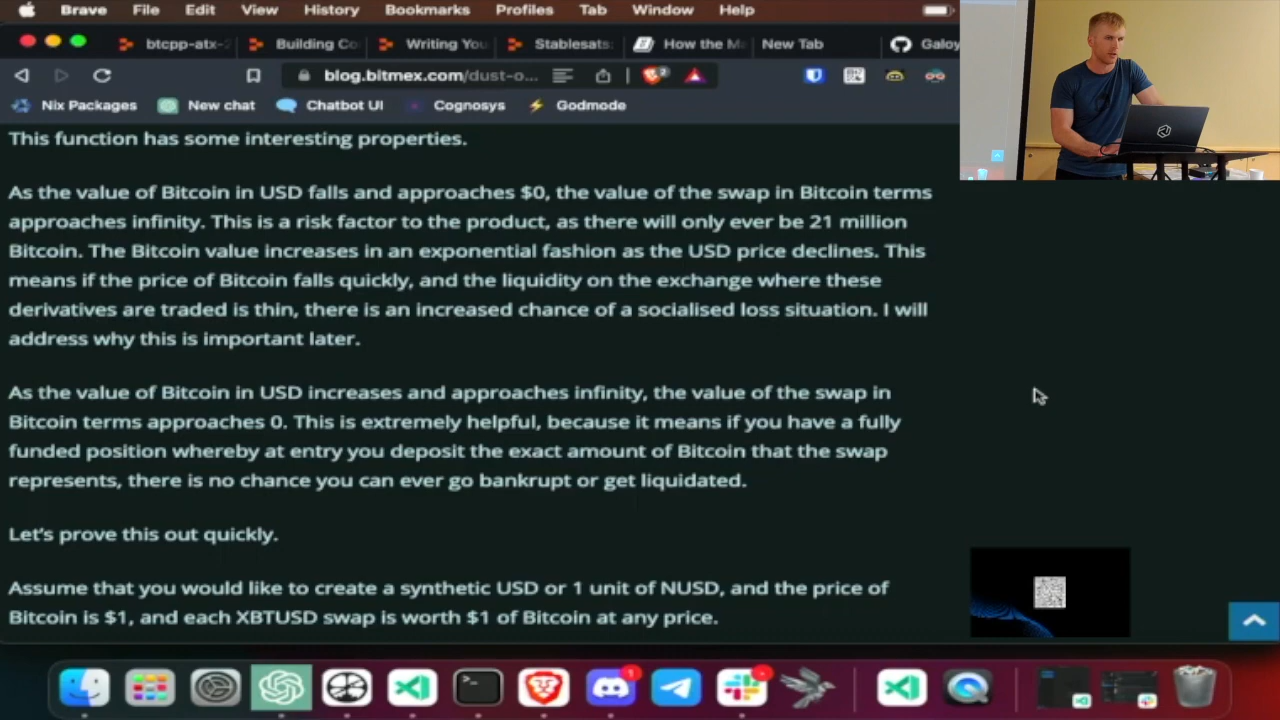 Brave File Edit View History Bookmarks Profiles Tab Window Help
btcpp-atx-2 Building Co Writing You Stablesats: How the Ma New Tab Galoy
blog.bitmex.com/dust-o... 2
Nix Packages New chat Chatbot UI Cognosys Godmode
This function has some interesting properties.
As the value of Bitcoin in USD falls and approaches $0, the value of the swap in Bitcoin terms
approaches infinity. This is a risk factor to the product, as there will only ever be 21 million
Bitcoin. The Bitcoin value increases in an exponential fashion as the USD price declines. This
means if the price of Bitcoin falls quickly, and the liquidity on the exchange where these
derivatives are traded is thin, there is an increased chance of a socialised loss situation. I will
address why this is important later.
As the value of Bitcoin in USD increases and approaches infinity, the value of the swap in
Bitcoin terms approaches 0. This is extremely helpful, because it means if you have a fully
funded position whereby at entry you deposit the exact amount of Bitcoin that the swap
represents, there is no chance you can ever go bankrupt or get liquidated.
Let's prove this out quickly.
Assume that you would like to create a synthetic USD or 1 unit of NUSD, and the price of
Bitcoin is $1, and each XBTUSD swap is worth $1 of Bitcoin at any price.
1